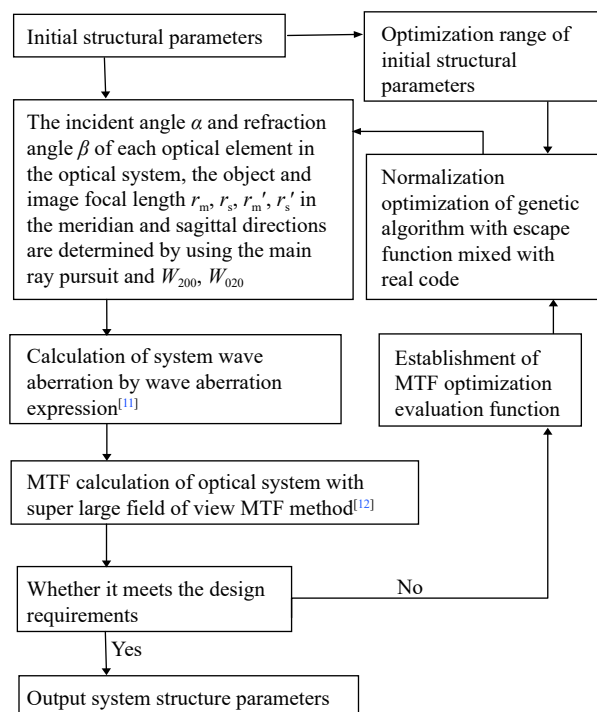 Initial structural parameters
Optimization range of
initial structural
parameters
The incident angle α and refraction
angle β of each optical element in
the optical system, the object and
image focal length rₘ, rₛ, rₘ′, rₛ′ in
the meridian and sagittal directions
are determined by using the main
ray pursuit and W₂₀₀, W₀₂₀
Normalization
optimization of genetic
algorithm with escape
function mixed with
real code
Calculation of system wave
aberration by wave aberration
expression[11]
Establishment of
MTF optimization
evaluation function
MTF calculation of optical system with
super large field of view MTF method[12]
Whether it meets the design
requirements
No
Yes
Output system structure parameters